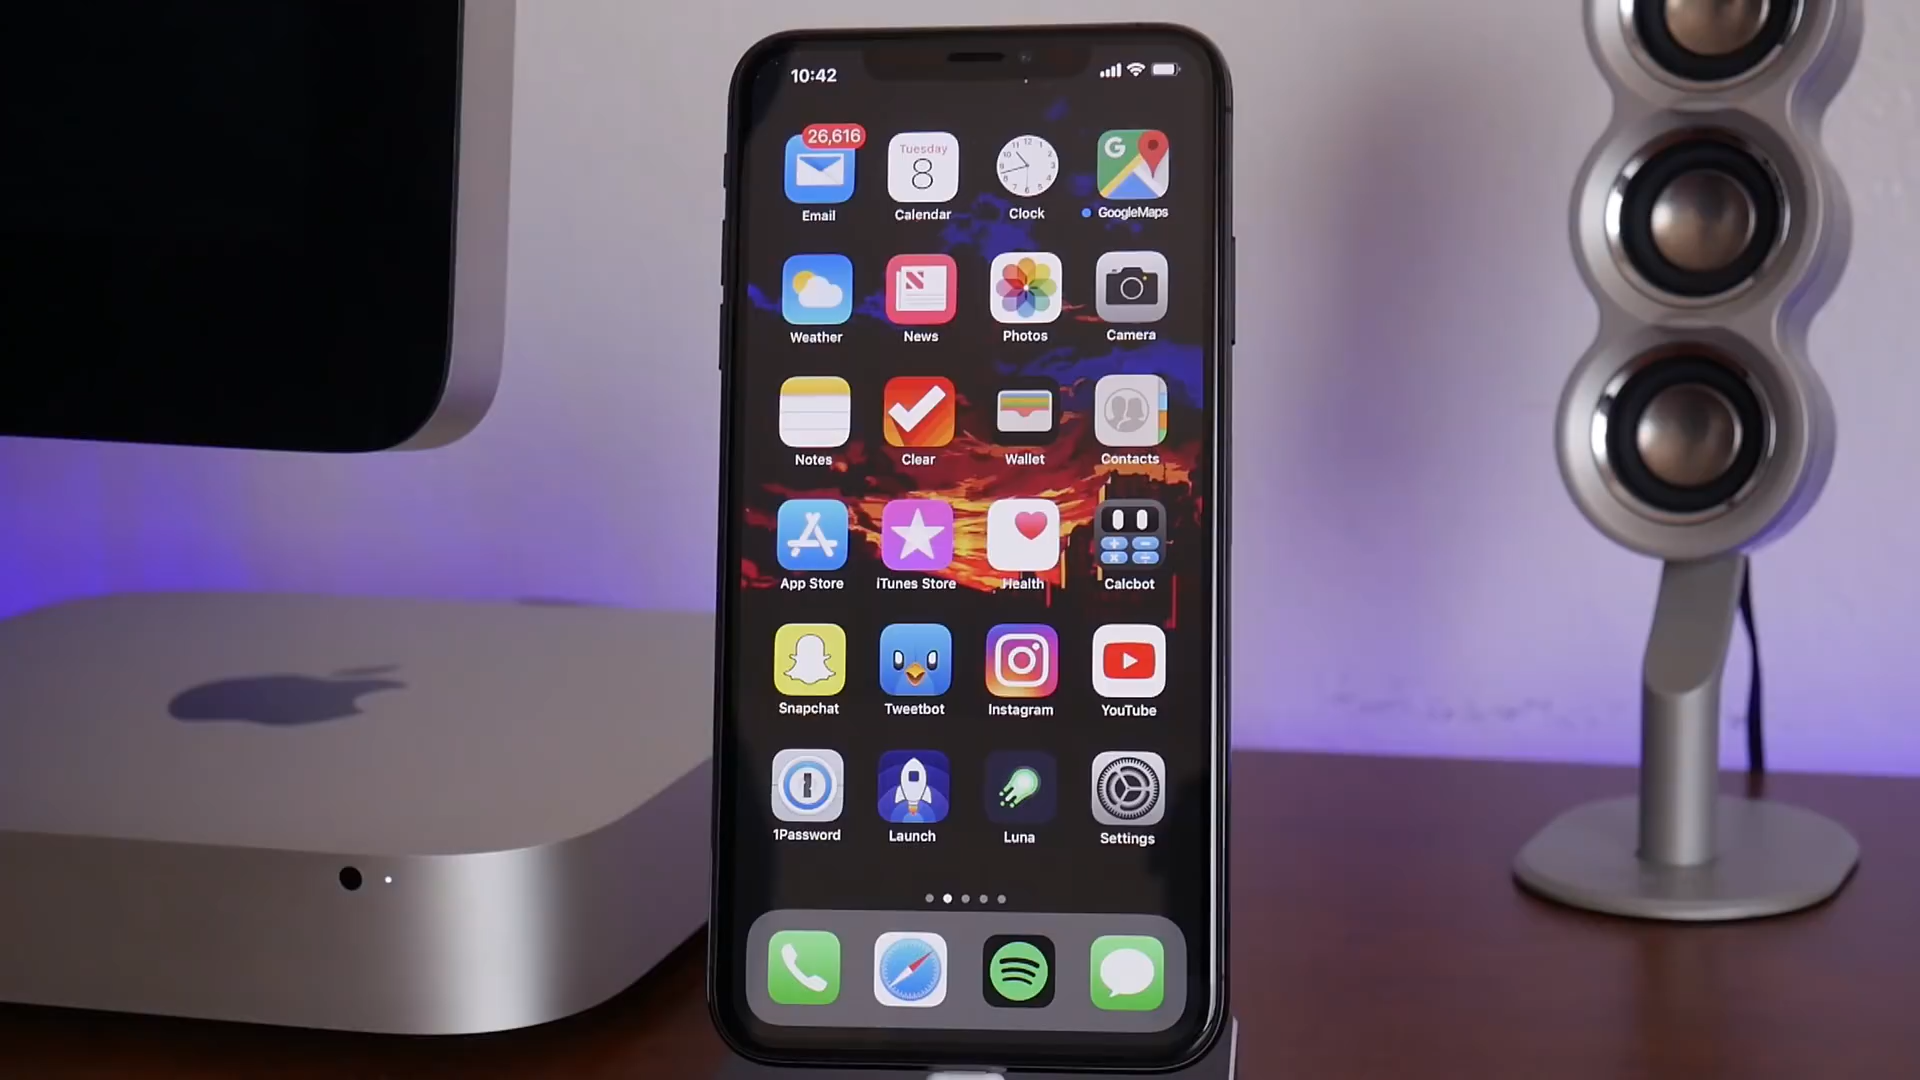 10:42
26,616
Tuesday
8
Email
Calendar
Clock
GoogleMaps
Weather
News
Photos
Camera
Notes
Clear
Wallet
Contacts
App Store
iTunes Store
Health
Calcbot
Snapchat
Tweetbot
Instagram
YouTube
1Password
Launch
Luna
Settings